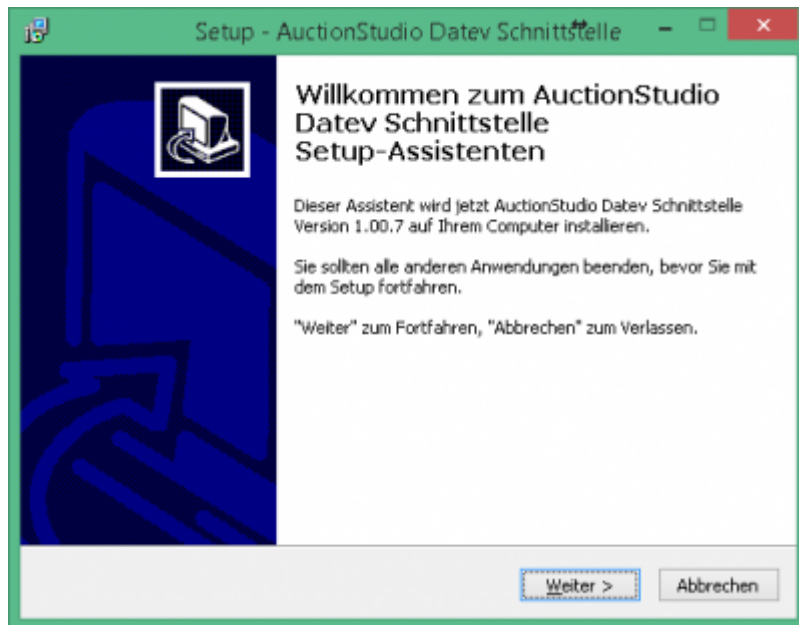 Setup - AuctionStudio Datev Schnittstelle
Willkommen zum AuctionStudio
Datev Schnittstelle
Setup-Assistenten
Dieser Assistent wird jetzt AuctionStudio Datev Schnittstelle
Version 1.00.7 auf Ihrem Computer installieren.
Sie sollten alle anderen Anwendungen beenden, bevor Sie mit
dem Setup fortfahren.
"Weiter" zum Fortfahren, "Abbrechen" zum Verlassen.
Weiter > Abbrechen